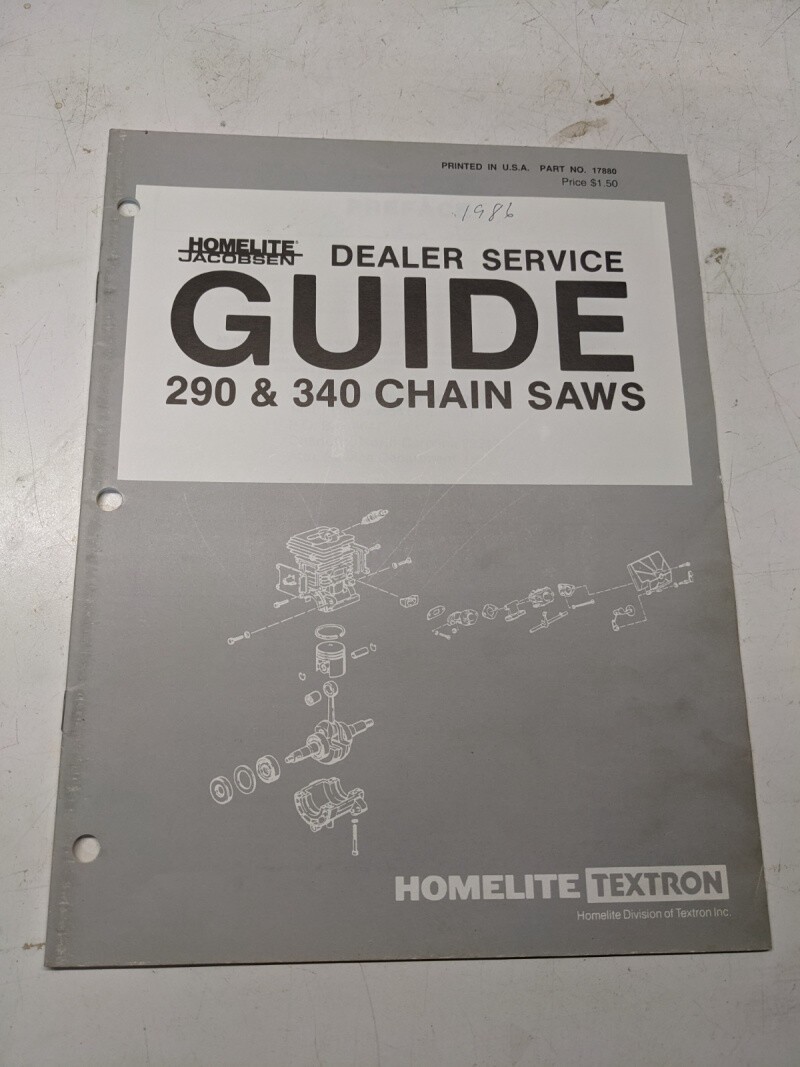 PRINTED IN U.S.A. PART NO. 17880
Price $1.50
1986
HOMELITE®
JACOBSEN
DEALER SERVICE
GUIDE
290 & 340 CHAIN SAWS
HOMELITE TEXTRON
Homelite Division of Textron Inc.